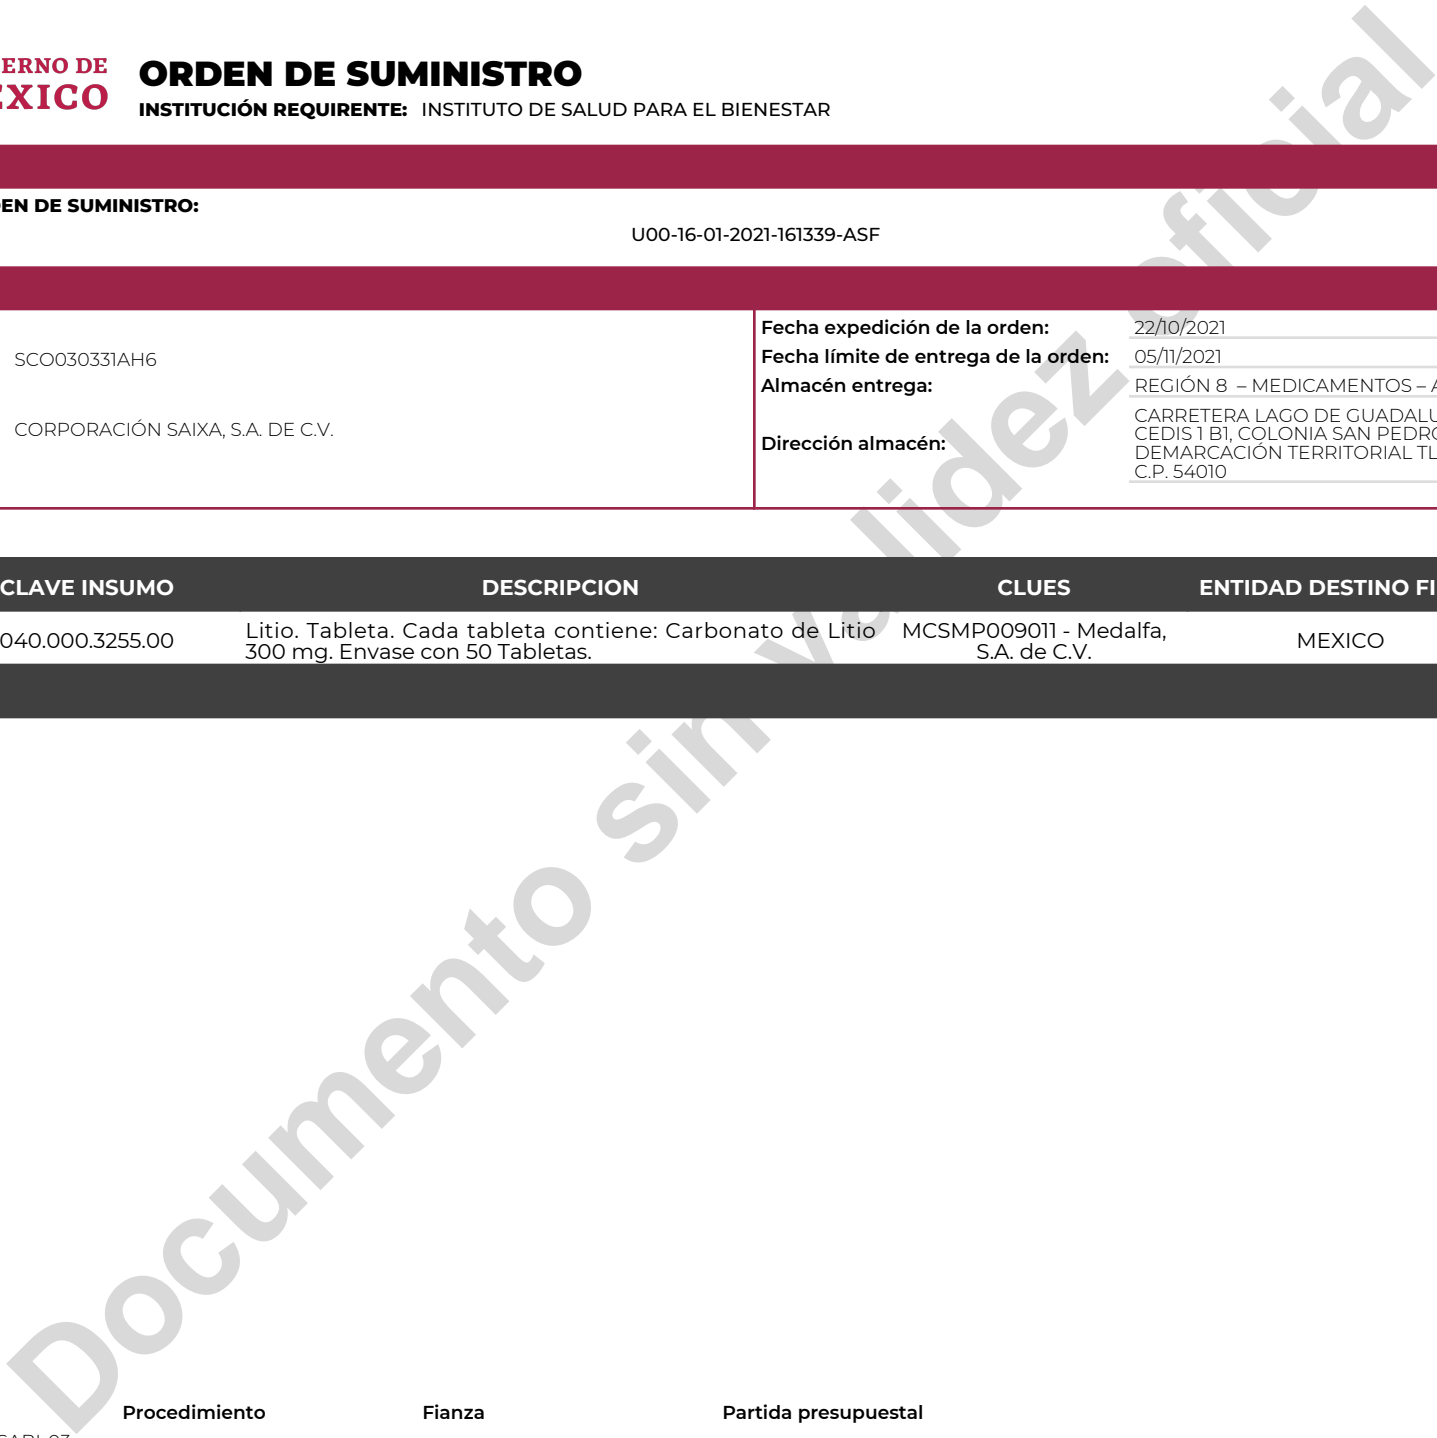 ERNO DE
EXICO
ORDEN DE SUMINISTRO
INSTITUCIÓN REQUIRENTE: INSTITUTO DE SALUD PARA EL BIENESTAR
EN DE SUMINISTRO:
U00-16-01-2021-161339-ASF
SCO030331AH6
CORPORACIÓN SAIXA, S.A. DE C.V.
Fecha expedición de la orden: 22/10/2021
Fecha límite de entrega de la orden: 05/11/2021
Almacén entrega: REGIÓN 8 – MEDICAMENTOS – A
Dirección almacén:
CARRETERA LAGO DE GUADALU
CEDIS 1 B1, COLONIA SAN PEDRO
DEMARCACIÓN TERRITORIAL TL
C.P. 54010
CLAVE INSUMO DESCRIPCION CLUES ENTIDAD DESTINO FI
040.000.3255.00
Litio. Tableta. Cada tableta contiene: Carbonato de Litio
300 mg. Envase con 50 Tabletas.
MCSMP009011 - Medalfa,
S.A. de C.V.
MEXICO
Documento sin validez oficial
Procedimiento Fianza Partida presupuestal